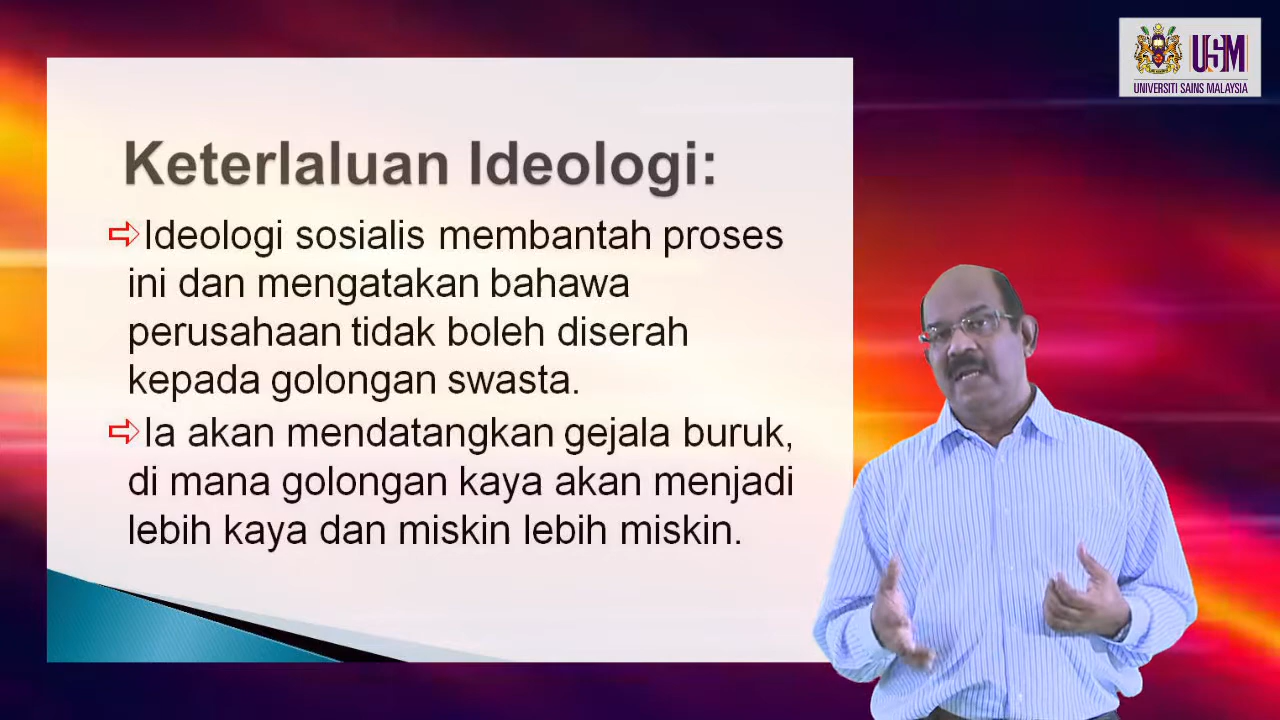 USM
UNIVERSITI SAINS MALAYSIA
Keterlaluan Ideologi:
Ideologi sosialis membantah proses
ini dan mengatakan bahawa
perusahaan tidak boleh diserah
kepada golongan swasta.
Ia akan mendatangkan gejala buruk,
di mana golongan kaya akan menjadi
lebih kaya dan miskin lebih miskin.